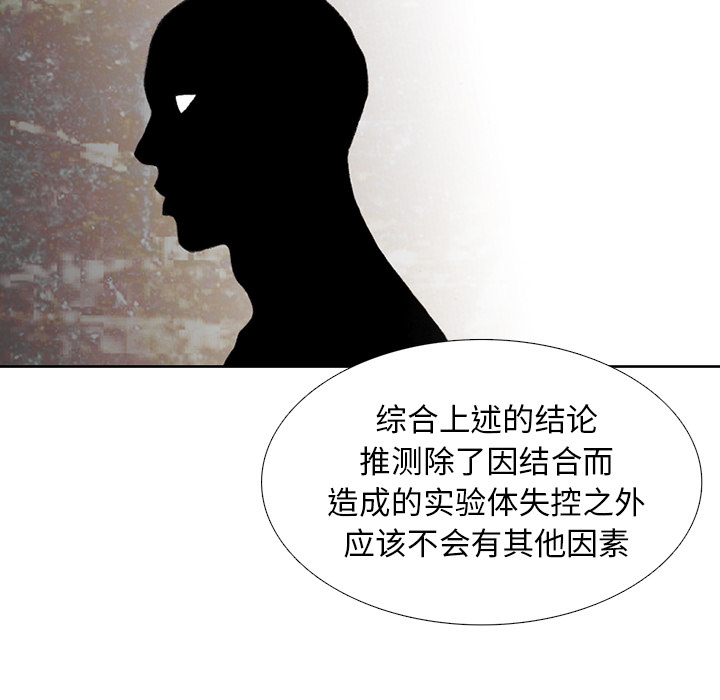 综合上述的结论
推测除了因结合而
造成的实验体失控之外
应该不会有其他因素